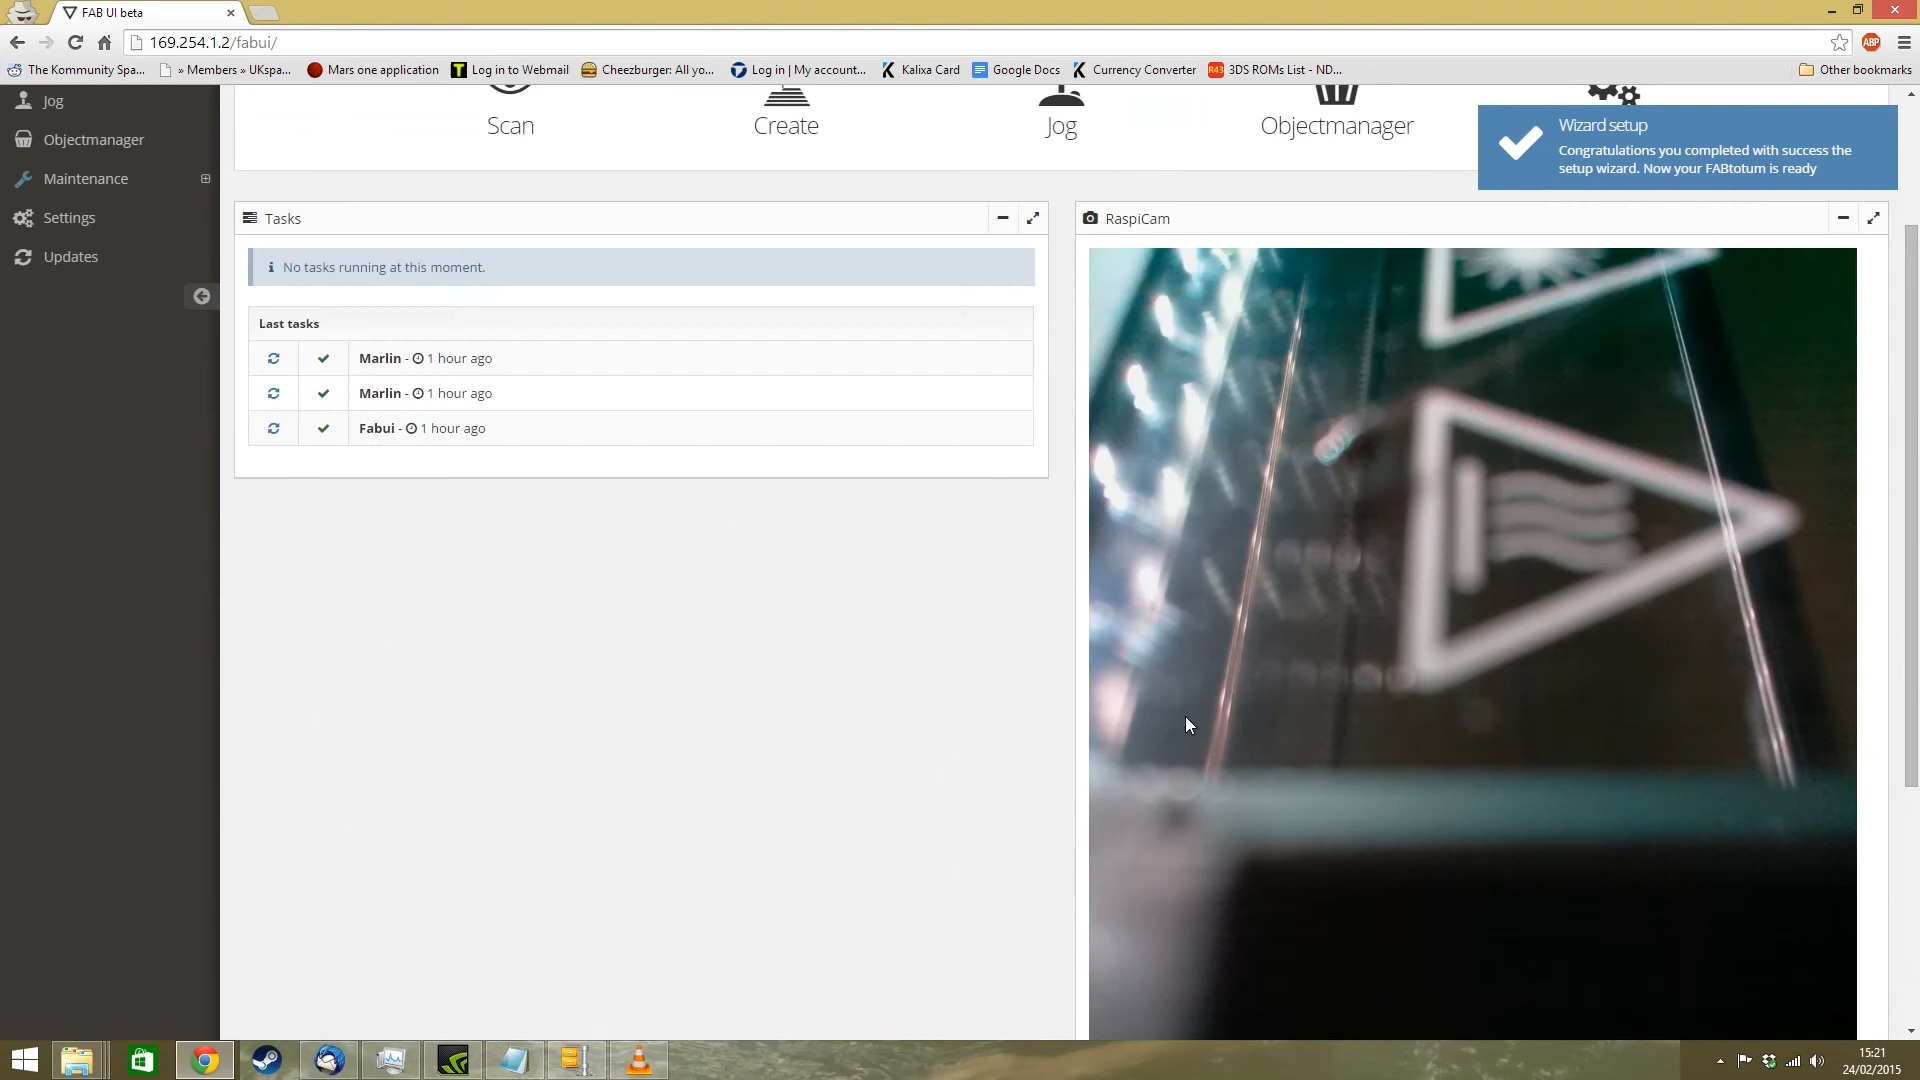 FAB UI beta
169.254.1.2/fabui/
ABP
The Kommunity Spa...
» Members » UKspa...
Mars one application
Log in to Webmail
Cheezburger: All yo...
Log in | My account...
Kalixa Card
Google Docs
Currency Converter
R43
3DS ROMs List - ND...
Other bookmarks
Jog
Objectmanager
Maintenance
Settings
Updates
Scan
Create
Jog
Objectmanager
Wizard setup
Congratulations you completed with success the
setup wizard. Now your FABtotum is ready
Tasks
No tasks running at this moment.
Last tasks
Marlin - 1 hour ago
Marlin - 1 hour ago
Fabui - 1 hour ago
RaspiCam
15:21
24/02/2015